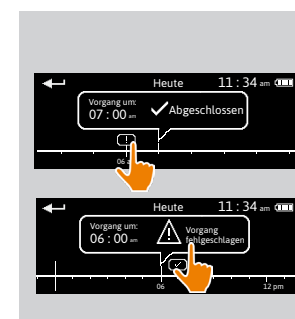 Heute 11 : 34 am
Vorgang um:
07 : 00 am
Abgeschlossen
06 a
Heute 11 : 34 am
Vorgang um:
06 : 00 am
Vorgang
fehlgeschlagen
06 12 pm